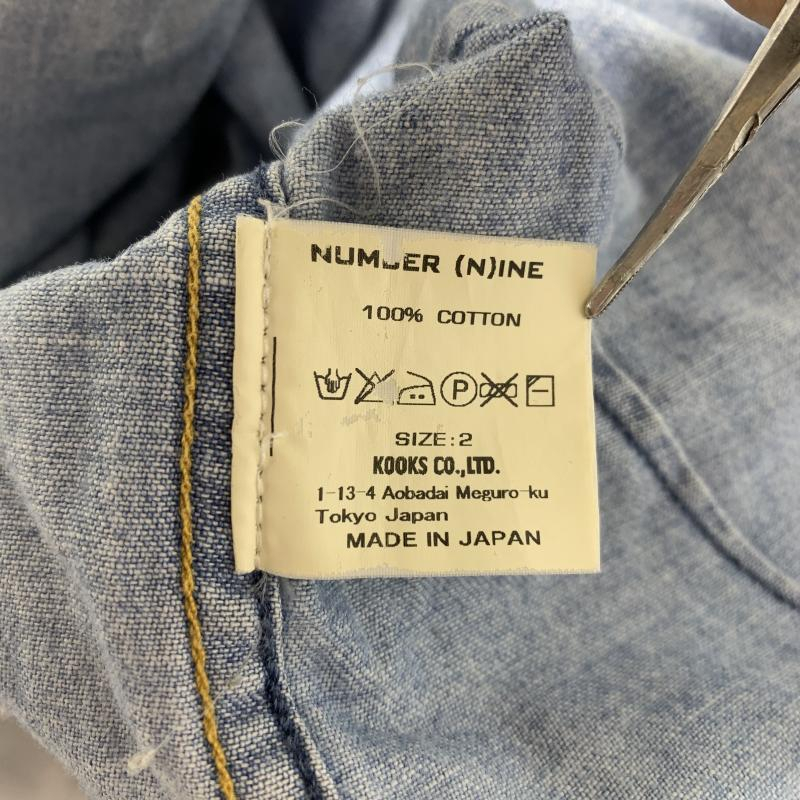 NUMBER (N)INE
100% COTTON
P
SIZE:2
KOOKS CO.,LTD.
1-13-4 Aobadai Meguro-ku
Tokyo Japan
MADE IN JAPAN